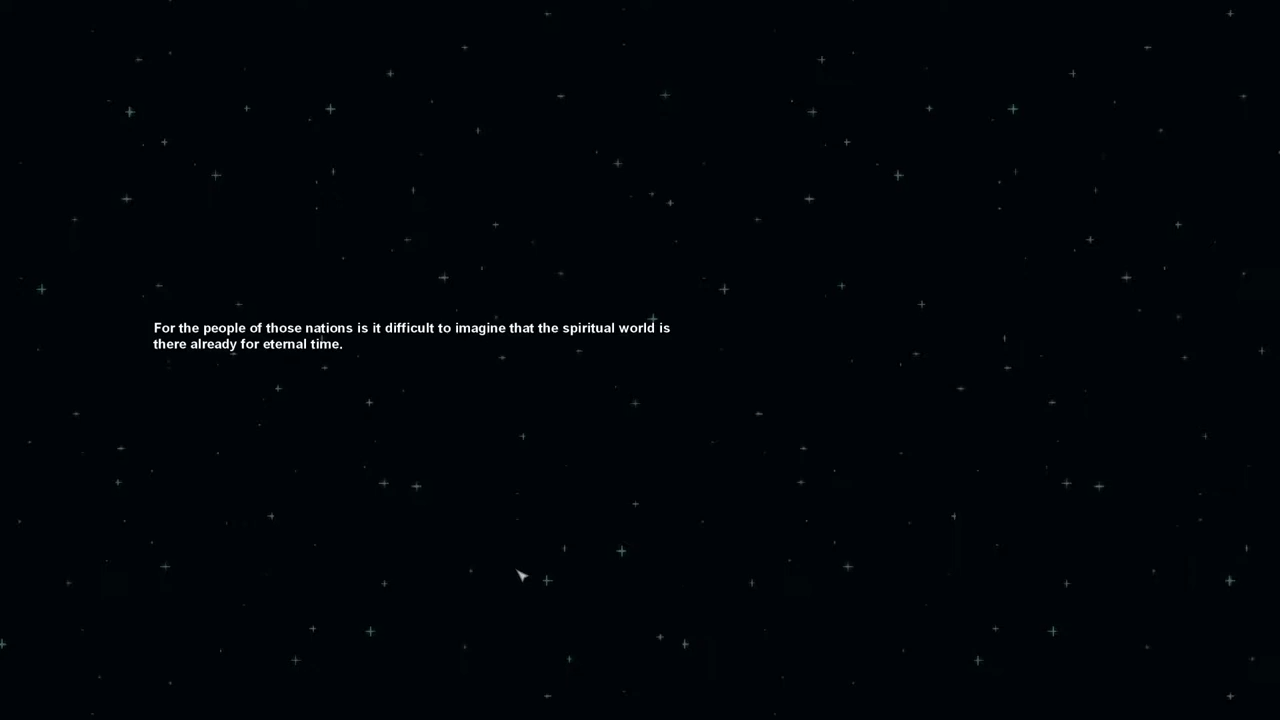 For the people of those nations is it difficult to imagine that the spiritual world is
there already for eternal time.